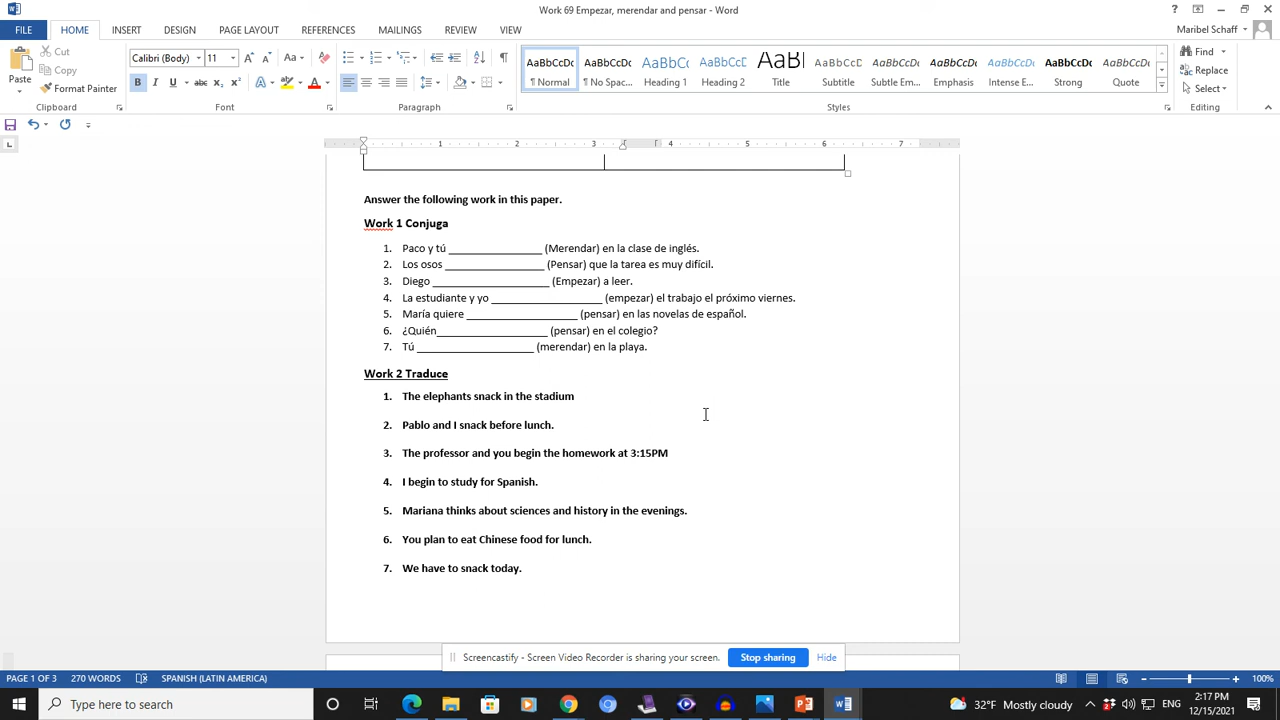 Work 69 Empezar, merendar and pensar - Word
FILE HOME INSERT DESIGN PAGE LAYOUT REFERENCES MAILINGS REVIEW VIEW Maribel Schaff
Cut
Copy
Format Painter
Paste
Calibri (Body) 11
AaBbCcDc AaBbCcDc AaBbC AaBbCcD AaB AaBbCcDc AaBbCcDc AaBbCcDc AaBbCcDc AaBbCcDc AaBbCcDc
¶ Normal ¶ No Spac... Heading 1 Heading 2 Title Subtitle Subtle Em... Emphasis Intense E... Strong Quote
Find
Replace
Select
Clipboard Font Paragraph Styles Editing
1 2 3 4 5 6 7
Answer the following work in this paper.
Work 1 Conjuga
1. Paco y tú ________________ (Merendar) en la clase de inglés.
2. Los osos _________________ (Pensar) que la tarea es muy difícil.
3. Diego ____________________ (Empezar) a leer.
4. La estudiante y yo ___________________ (empezar) el trabajo el próximo viernes.
5. María quiere ___________________ (pensar) en las novelas de español.
6. ¿Quién___________________ (pensar) en el colegio?
7. Tú ____________________ (merendar) en la playa.
Work 2 Traduce
1. The elephants snack in the stadium
2. Pablo and I snack before lunch.
3. The professor and you begin the homework at 3:15PM
4. I begin to study for Spanish.
5. Mariana thinks about sciences and history in the evenings.
6. You plan to eat Chinese food for lunch.
7. We have to snack today.
Screencastify - Screen Video Recorder is sharing your screen. Stop sharing Hide
PAGE 1 OF 3 270 WORDS SPANISH (LATIN AMERICA) 100%
Type here to search
32°F Mostly cloudy ENG
2:17 PM
12/15/2021